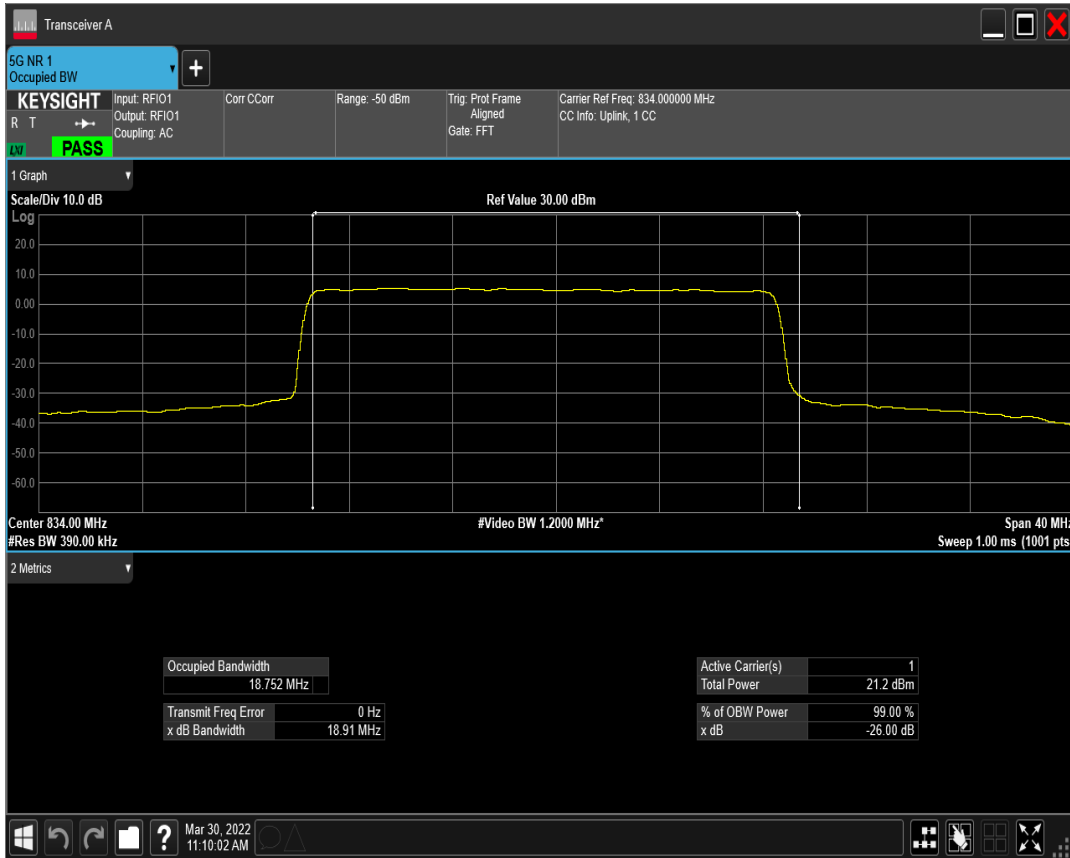 Transceiver A
5G NR 1
Occupied BW
KEYSIGHT
R T
LXI
PASS
Input: RFIO1
Output: RFIO1
Coupling: AC
Corr CCorr
Range: -50 dBm
Trig: Prot Frame
Aligned
Gate: FFT
Carrier Ref Freq: 834.000000 MHz
CC Info: Uplink, 1 CC
1 Graph
Scale/Div 10.0 dB
Ref Value 30.00 dBm
Log
20.0
10.0
0.00
-10.0
-20.0
-30.0
-40.0
-50.0
-60.0
Center 834.00 MHz
#Video BW 1.2000 MHz*
Span 40 MHz
#Res BW 390.00 kHz
Sweep 1.00 ms (1001 pts
2 Metrics
Occupied Bandwidth
18.752 MHz
Transmit Freq Error 0 Hz
x dB Bandwidth 18.91 MHz
Active Carrier(s) 1
Total Power 21.2 dBm
% of OBW Power 99.00 %
x dB -26.00 dB
Mar 30, 2022
11:10:02 AM